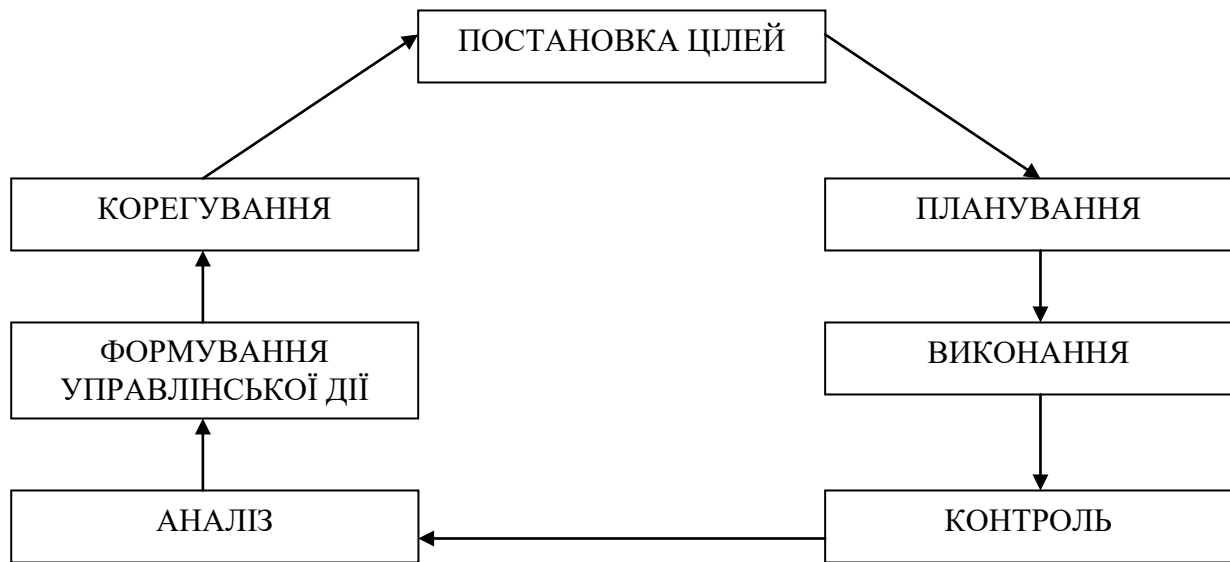 ПОСТАНОВКА ЦІЛЕЙ
КОРЕГУВАННЯ
ПЛАНУВАННЯ
ФОРМУВАННЯ
УПРАВЛІНСЬКОЇ ДІЇ
ВИКОНАННЯ
АНАЛІЗ
КОНТРОЛЬ